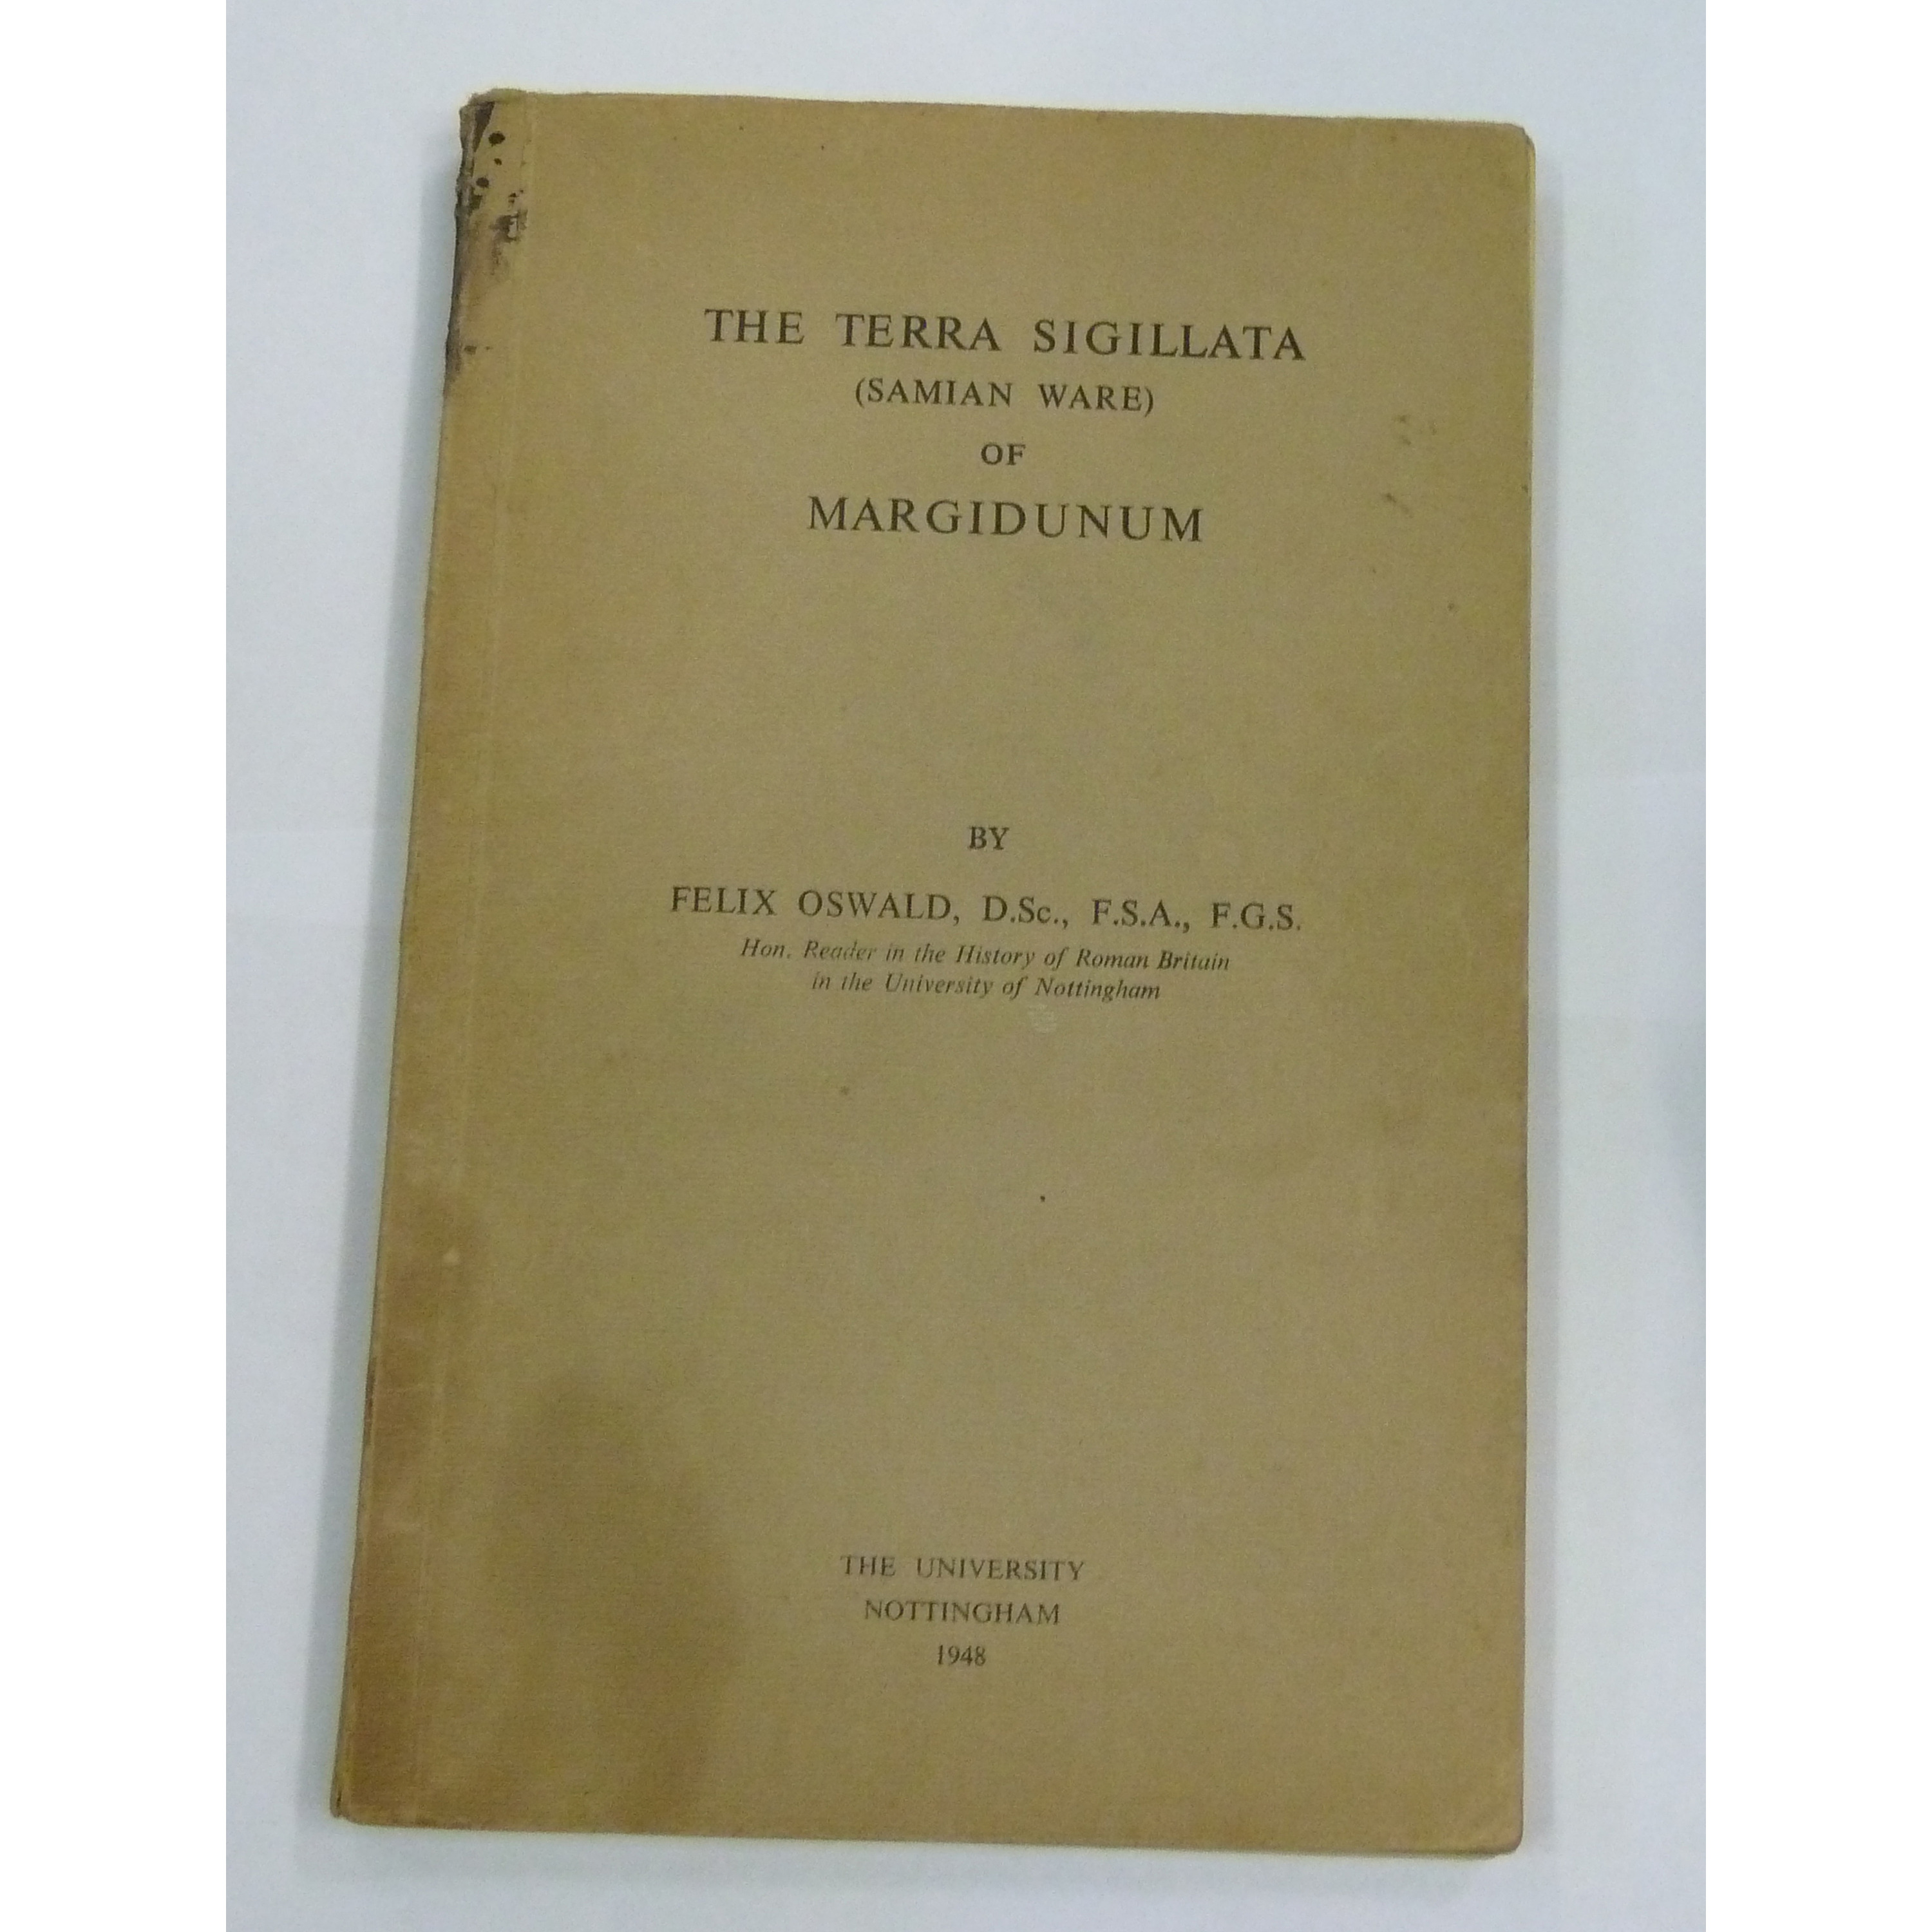 THE TERRA SIGILLATA
(SAMIAN WARE)
OF
MARGIDUNUM
BY
FELIX OSWALD, D.Sc., F.S.A., F.G.S.
Hon. Reader in the History of Roman Britain
in the University of Nottingham
THE UNIVERSITY
NOTTINGHAM
1948